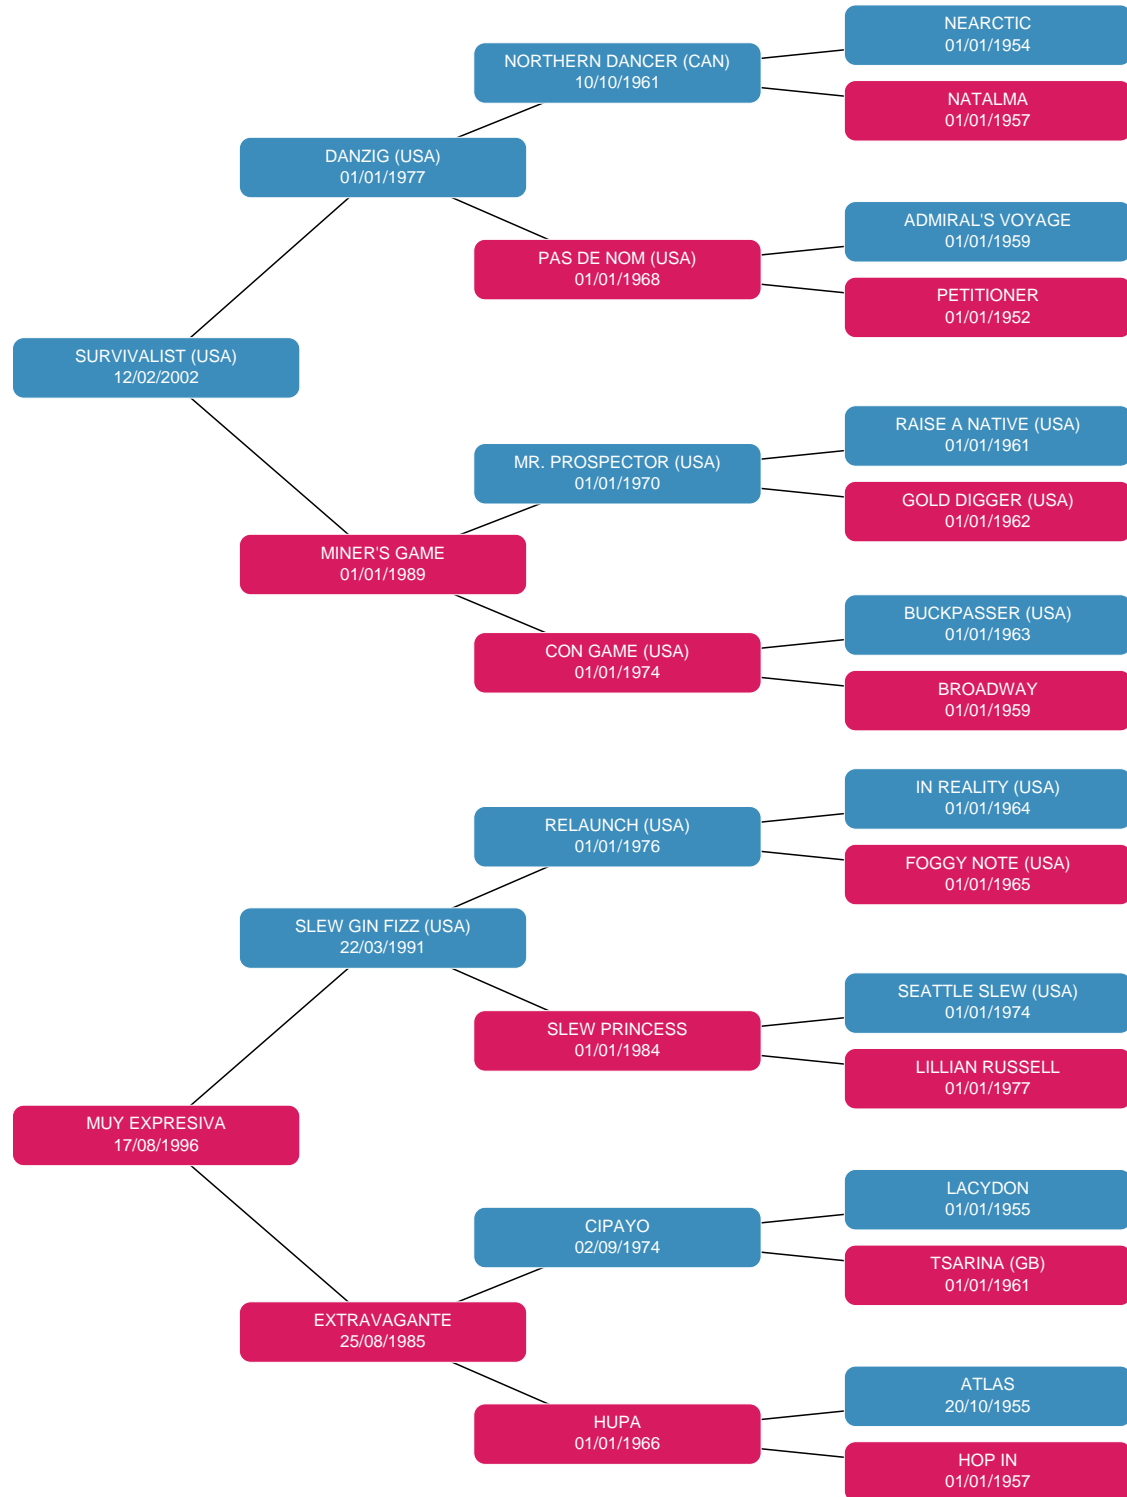 NEARCTIC
01/01/1954
NORTHERN DANCER (CAN)
10/10/1961
NATALMA
01/01/1957
DANZIG (USA)
01/01/1977
ADMIRAL'S VOYAGE
01/01/1959
PAS DE NOM (USA)
01/01/1968
PETITIONER
01/01/1952
SURVIVALIST (USA)
12/02/2002
RAISE A NATIVE (USA)
01/01/1961
MR. PROSPECTOR (USA)
01/01/1970
GOLD DIGGER (USA)
01/01/1962
MINER'S GAME
01/01/1989
BUCKPASSER (USA)
01/01/1963
CON GAME (USA)
01/01/1974
BROADWAY
01/01/1959
IN REALITY (USA)
01/01/1964
RELAUNCH (USA)
01/01/1976
FOGGY NOTE (USA)
01/01/1965
SLEW GIN FIZZ (USA)
22/03/1991
SEATTLE SLEW (USA)
01/01/1974
SLEW PRINCESS
01/01/1984
LILLIAN RUSSELL
01/01/1977
MUY EXPRESIVA
17/08/1996
LACYDON
01/01/1955
CIPAYO
02/09/1974
TSARINA (GB)
01/01/1961
EXTRAVAGANTE
25/08/1985
ATLAS
20/10/1955
HUPA
01/01/1966
HOP IN
01/01/1957